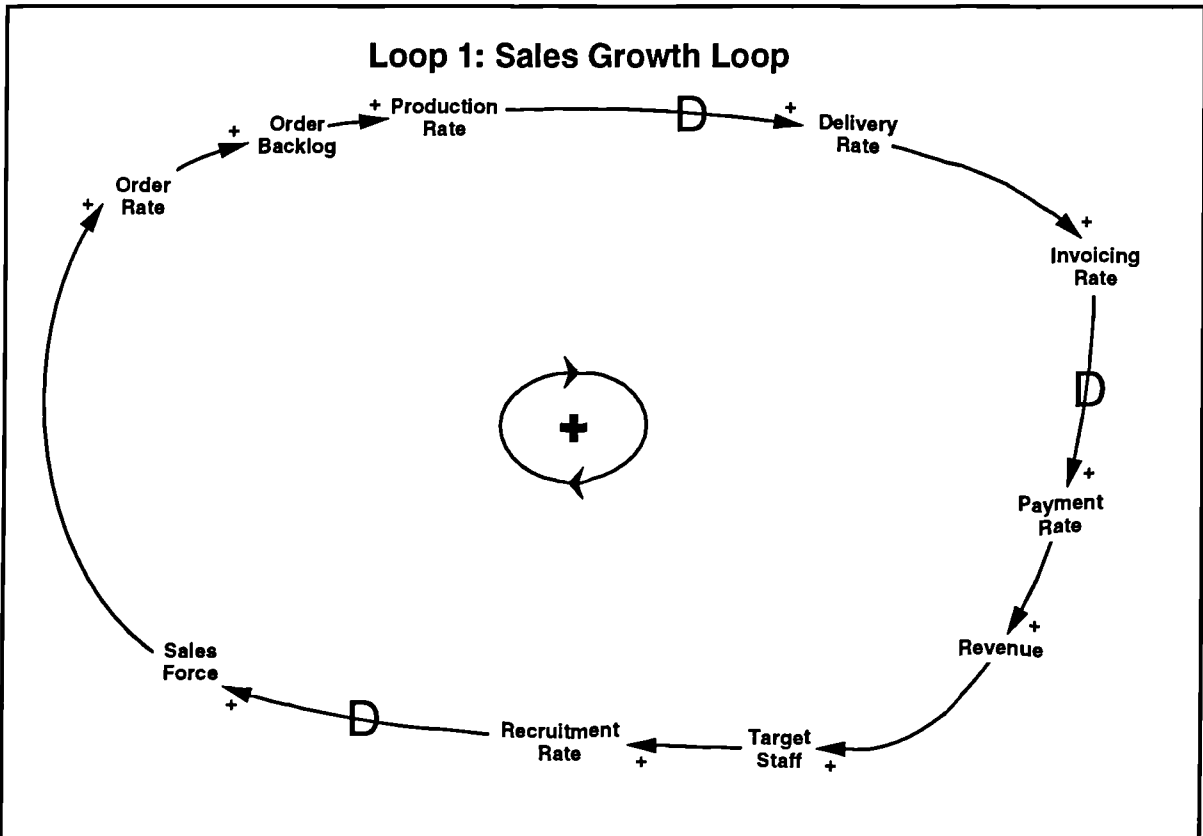 Loop 1: Sales Growth Loop
+
Production
Rate
D
+
Delivery
Rate
+
Order
Backlog
+
Order
Rate
+
Invoicing
Rate
D
+
+
Payment
Rate
+
Revenue
Sales
Force
+
D
Recruitment
Rate
+
Target
Staff
+